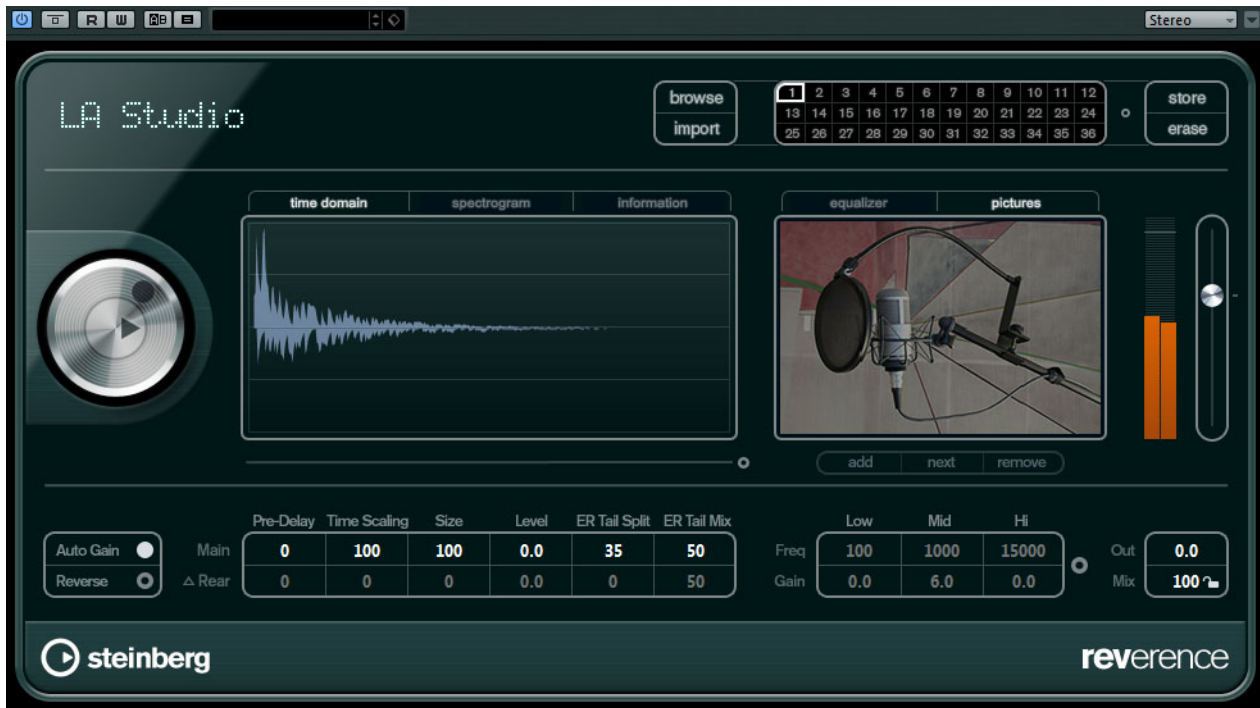 R W AB Stereo
LA Studio
browse
import
1 2 3 4 5 6 7 8 9 10 11 12
13 14 15 16 17 18 19 20 21 22 23 24
25 26 27 28 29 30 31 32 33 34 35 36
store
erase
time domain spectrogram information
equalizer pictures
add next remove
Pre-Delay Time Scaling Size Level ER Tail Split ER Tail Mix
Auto Gain Main 0 100 100 0.0 35 50
Reverse △ Rear 0 0 0 0.0 0 50
Low Mid Hi
Freq 100 1000 15000
Gain 0.0 6.0 0.0
Out 0.0
Mix 100
steinberg
reverence